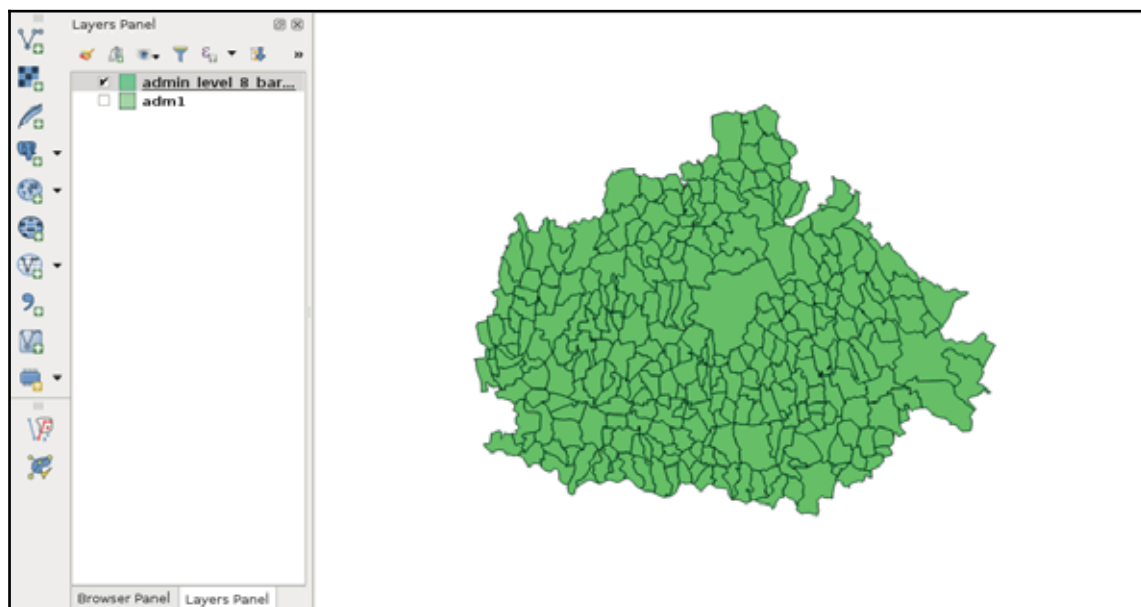 Layers Panel
admin_level_8_bar...
adm1
Browser Panel
Layers Panel